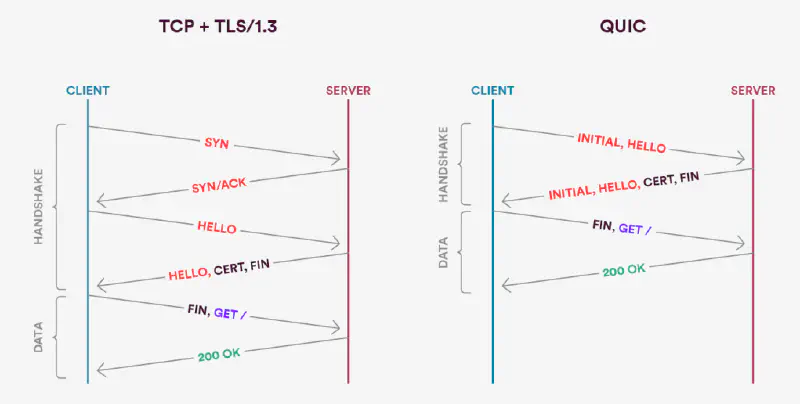 TCP + TLS/1.3
CLIENT
SERVER
HANDSHAKE
SYN
SYN/ACK
HELLO
HELLO, CERT, FIN
DATA
FIN, GET /
200 OK
QUIC
CLIENT
SERVER
HANDSHAKE
INITIAL, HELLO
INITIAL, HELLO, CERT, FIN
DATA
FIN, GET /
200 OK